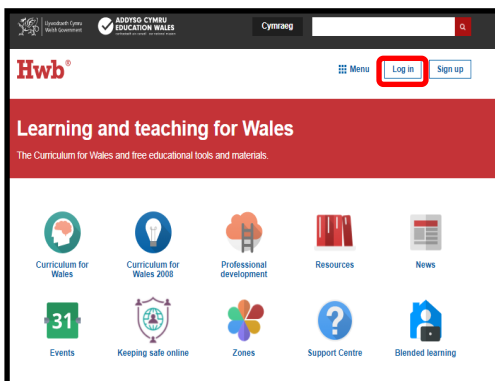 Llywodraeth Cymru
Welsh Government
ADDYSG CYMRU
EDUCATION WALES
Cymraeg
Hwb®
Menu
Log in
Sign up
Learning and teaching for Wales
The Curriculum for Wales and free educational tools and materials.
Curriculum for
Wales
Curriculum for
Wales 2008
Professional
development
Resources
News
31
Events
Keeping safe online
Zones
?
Support Centre
Blended learning